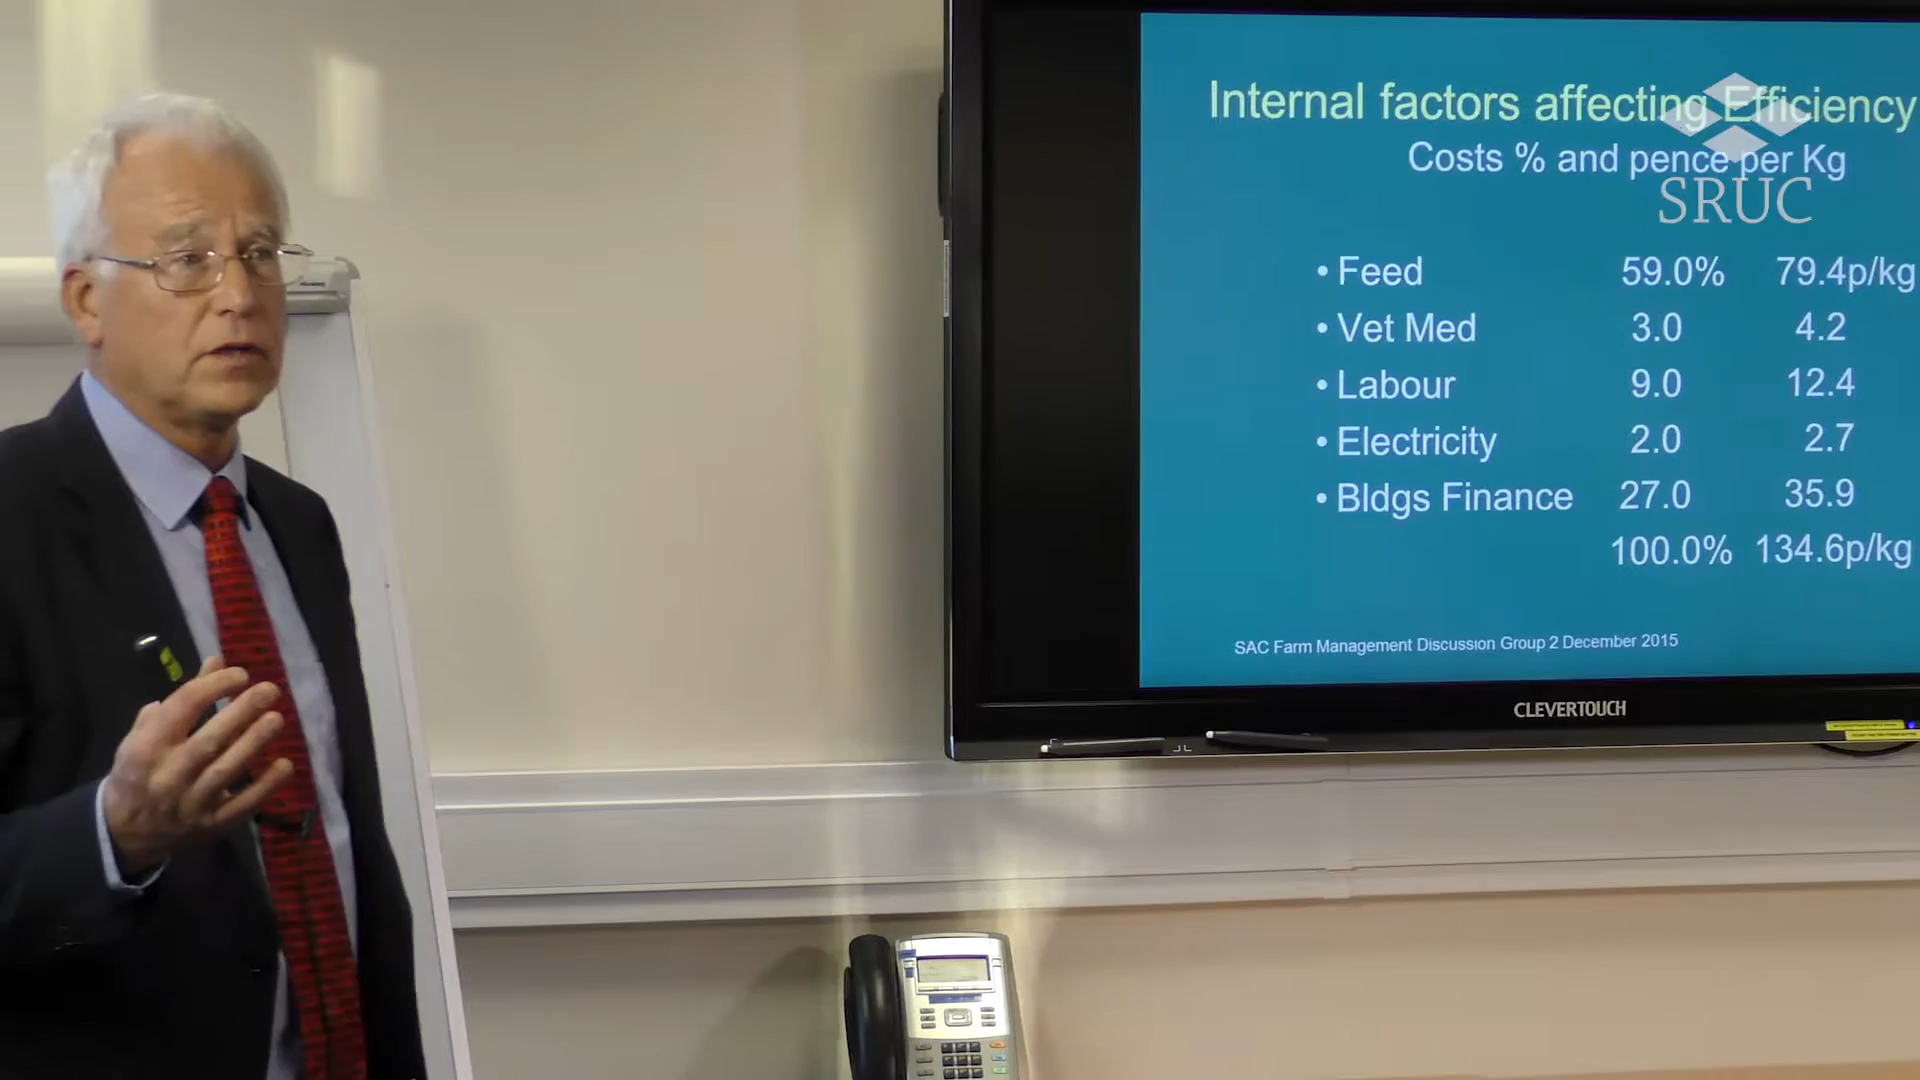 Internal factors affecting Efficiency
Costs % and pence per Kg
SRUC
• Feed 59.0% 79.4p/kg
• Vet Med 3.0 4.2
• Labour 9.0 12.4
• Electricity 2.0 2.7
• Bldgs Finance 27.0 35.9
100.0% 134.6p/kg
SAC Farm Management Discussion Group 2 December 2015
CLEVERTOUCH